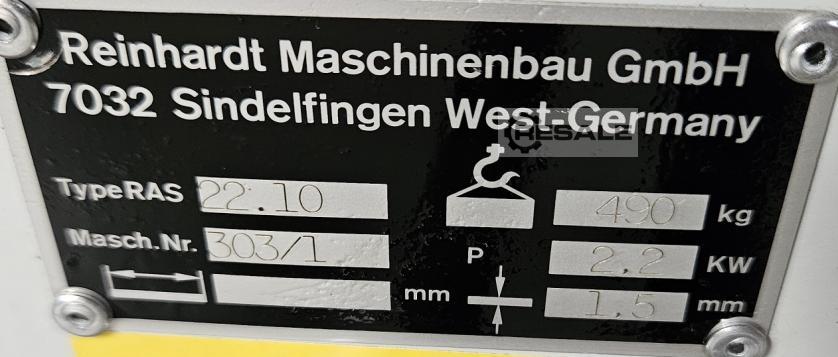 Reinhardt Maschinenbau GmbH
7032 Sindelfingen West-Germany
RESALE
Type RAS 22.10
490 kg
Masch.Nr. 303/1
P 2,2 KW
mm
1,5 mm